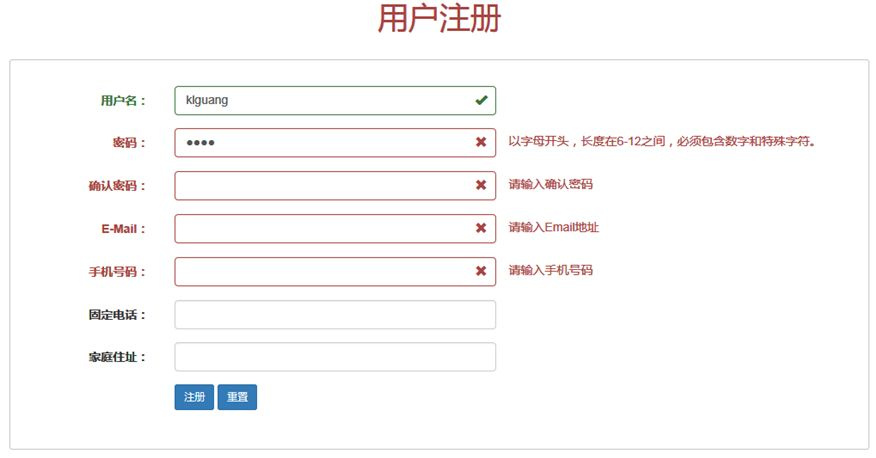 用户注册
用户名： klguang
密码： •••• 以字母开头，长度在6-12之间，必须包含数字和特殊字符。
确认密码： 请输入确认密码
E-Mail： 请输入Email地址
手机号码： 请输入手机号码
固定电话：
家庭住址：
注册 重置